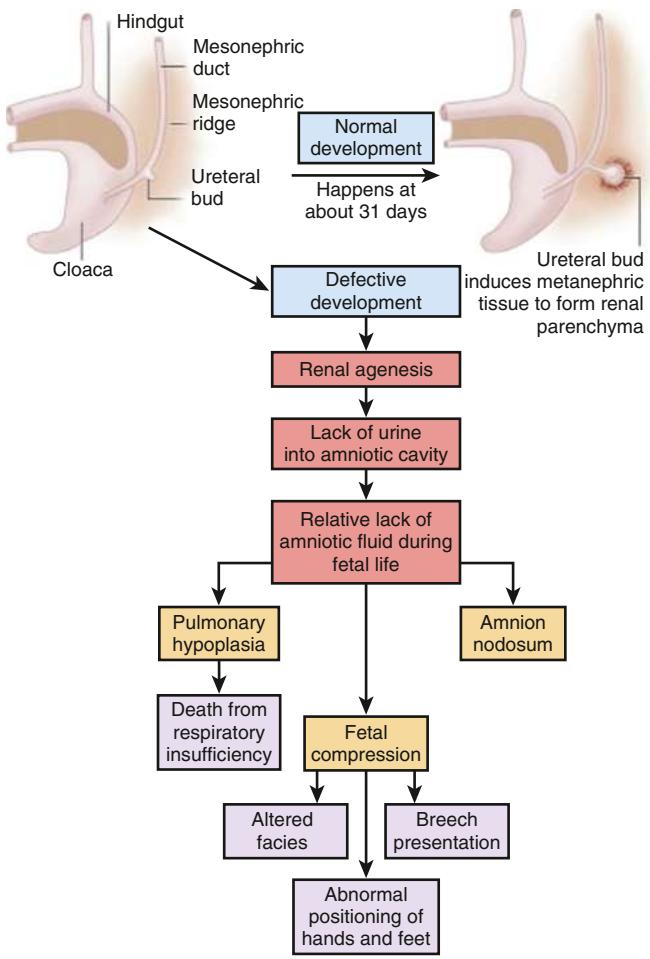 Hindgut
Mesonephric
duct
Mesonephric
ridge
Ureteral
bud
Cloaca
Normal
development
Happens at
about 31 days
Ureteral bud
induces metanephric
tissue to form renal
parenchyma
Defective
development
Renal agenesis
Lack of urine
into amniotic cavity
Relative lack of
amniotic fluid during
fetal life
Pulmonary
hypoplasia
Amnion
nodosum
Death from
respiratory
insufficiency
Fetal
compression
Altered
facies
Breech
presentation
Abnormal
positioning of
hands and feet